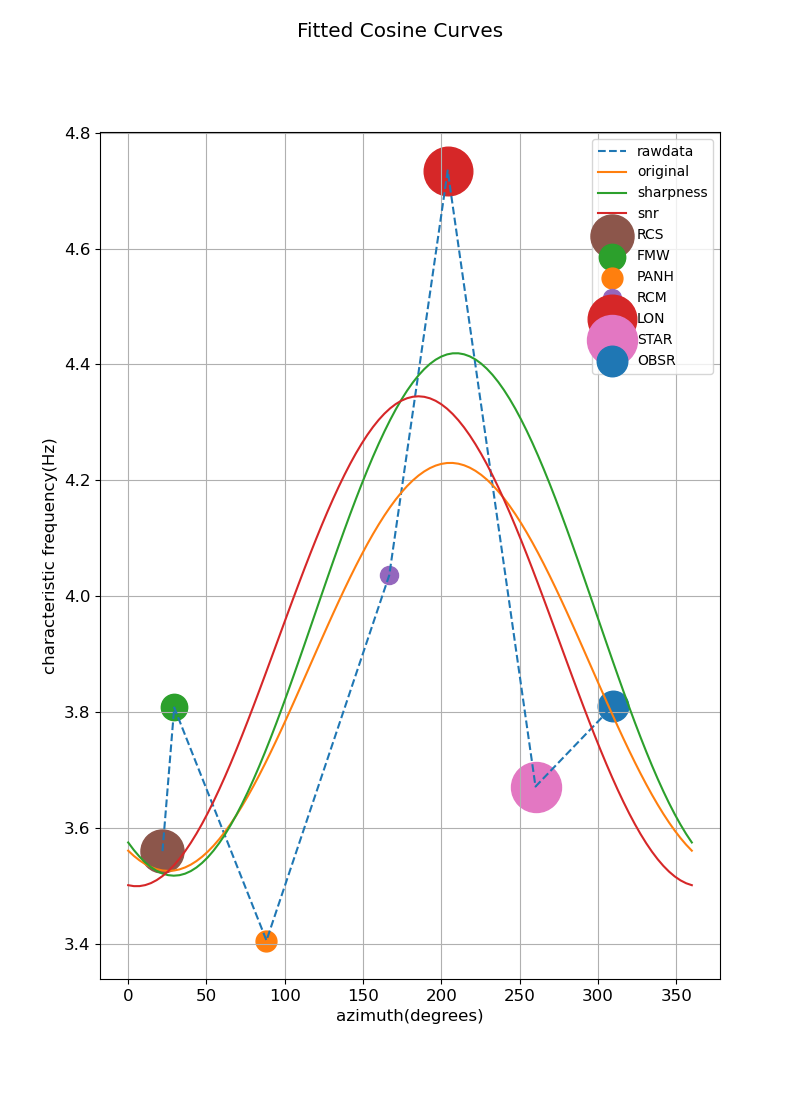 Fitted Cosine Curves
4.8
4.6
4.4
4.2
4.0
3.8
3.6
3.4
characteristic frequency(Hz)
rawdata
original
sharpness
snr
RCS
FMW
PANH
RCM
LON
STAR
OBSR
0 50 100 150 200 250 300 350
azimuth(degrees)